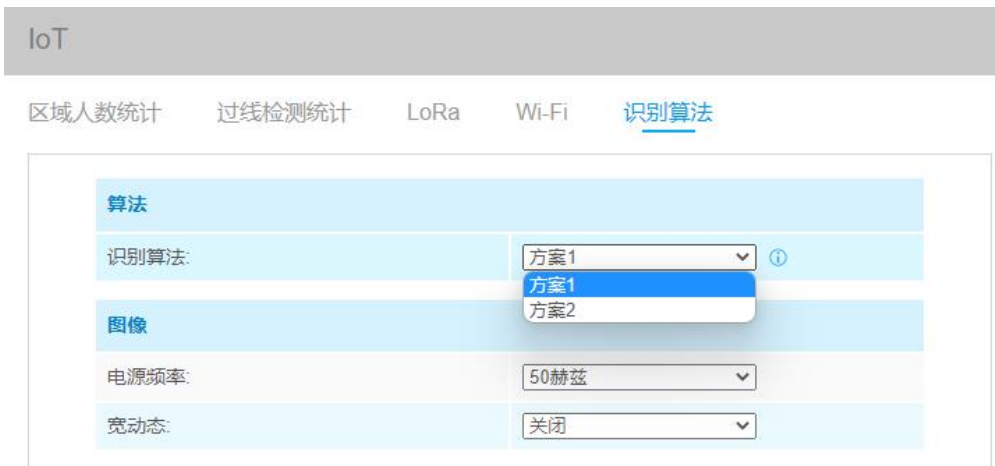 IoT
区域人数统计 过线检测统计 LoRa Wi-Fi 识别算法
算法
识别算法: 方案1
方案1
方案2
图像
电源频率: 50赫兹
宽动态: 关闭